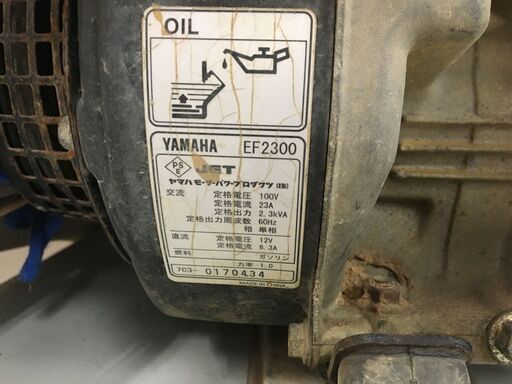 OIL
YAMAHA EF2300
PS
E
JET
ヤマハモーターパワープロダクツ(株)
交流 定格電圧 100V
定格電流 23A
定格出力 2.3kVA
定格出力周波数 60Hz
相 単相
直流 定格電圧 12V
定格電流 8.3A
燃料 ガソリン
力率 1.0
7C3- 0170434
MADE IN CHINA